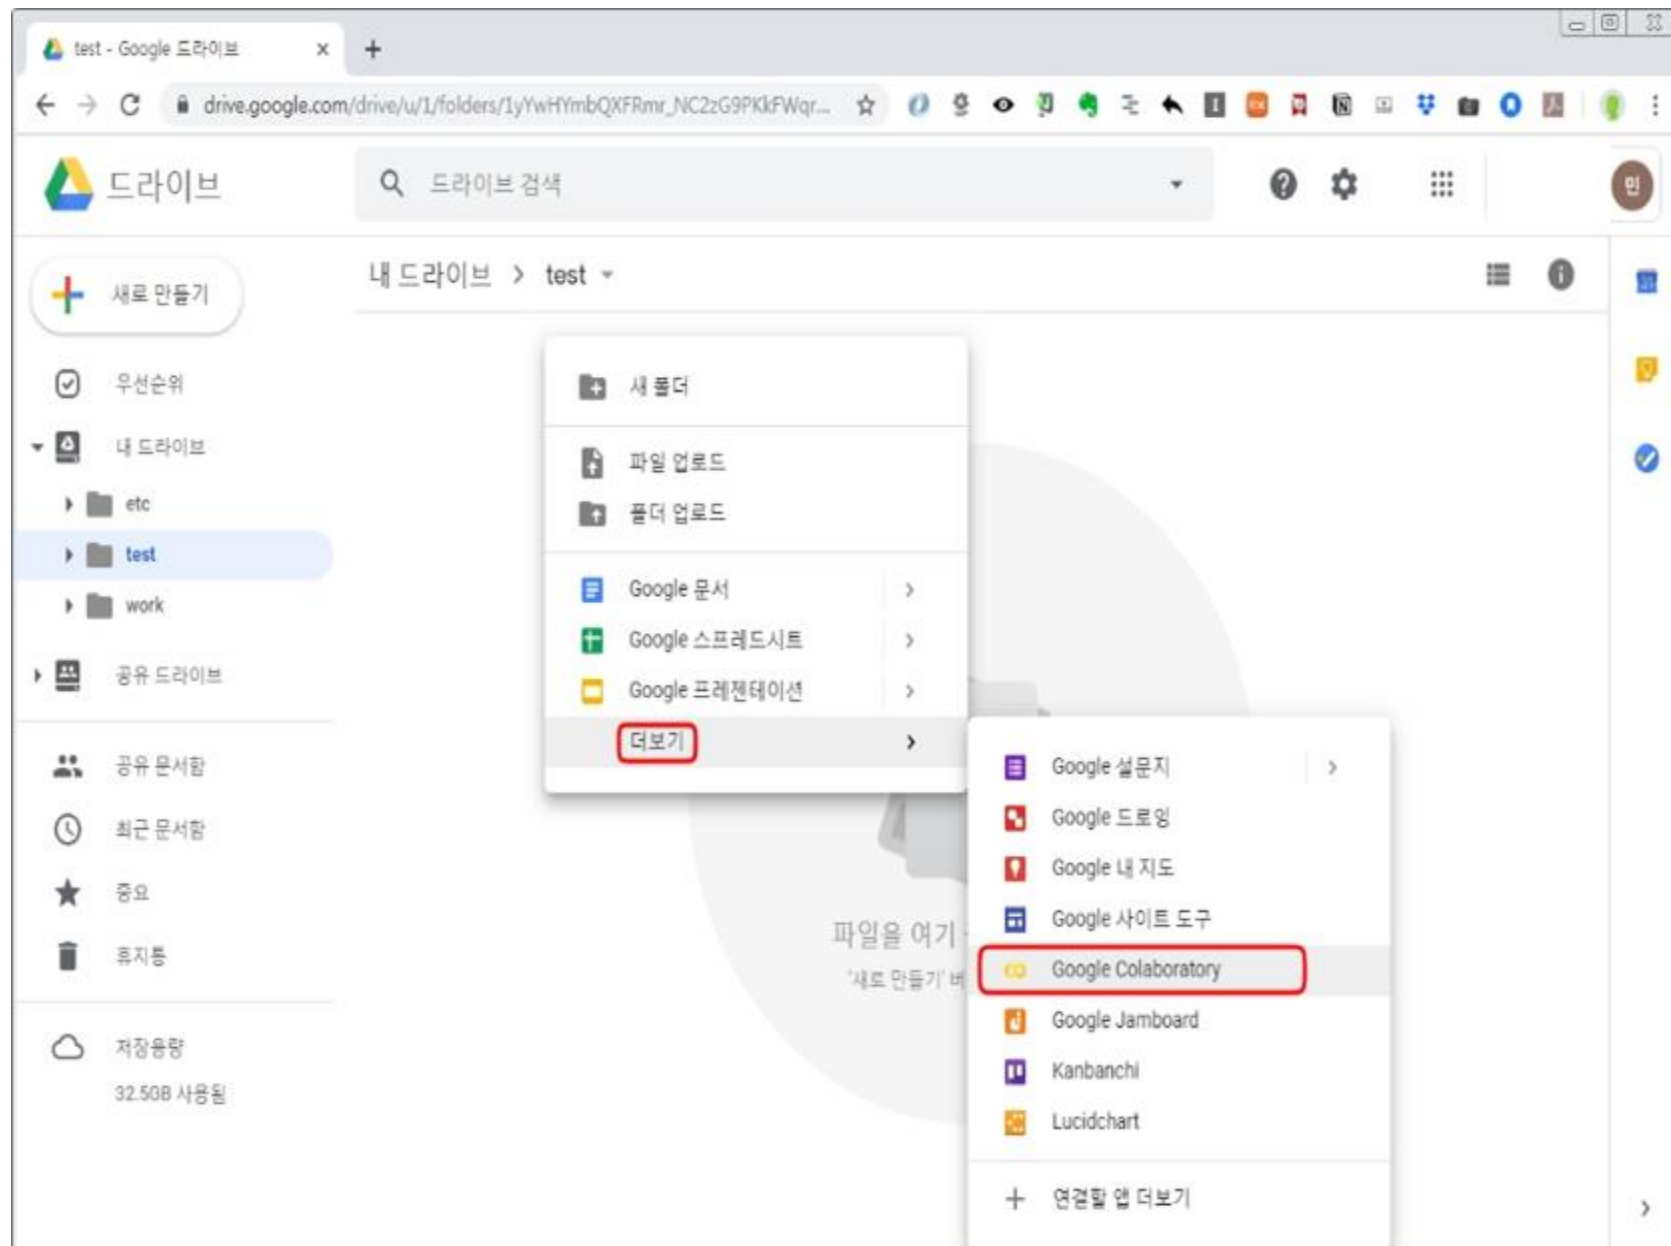 test - Google 드라이브
drive.google.com/drive/u/1/folders/1yYwHYmbQXFRmr_NC2zG9PKkFWqr...
드라이브
드라이브 검색
민
새로 만들기
내 드라이브 > test
우선순위
내 드라이브
etc
test
work
공유 드라이브
공유 문서함
최근 문서함
중요
휴지통
저장용량
32.5GB 사용됨
새 폴더
파일 업로드
폴더 업로드
Google 문서
Google 스프레드시트
Google 프레젠테이션
더보기
파일을 여기
'새로 만들기' 버
Google 설문지
Google 드로잉
Google 내 지도
Google 사이트 도구
Google Colaboratory
Google Jamboard
Kanbanchi
Lucidchart
연결할 앱 더보기